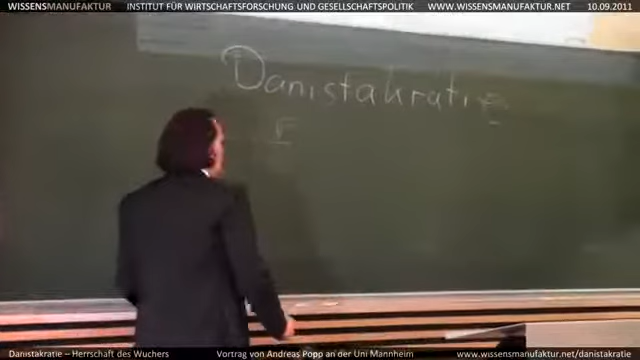 WISSENSMANUFAKTUR INSTITUT FÜR WIRTSCHAFTSFORSCHUNG UND GESELLSCHAFTSPOLITIK WWW.WISSENSMANUFAKTUR.NET 10.09.2011
Danistakratie
F
Danistakratie – Herrschaft des Wuchers Vortrag von Andreas Popp an der Uni Mannheim www.wissensmanufaktur.net/danistakratie